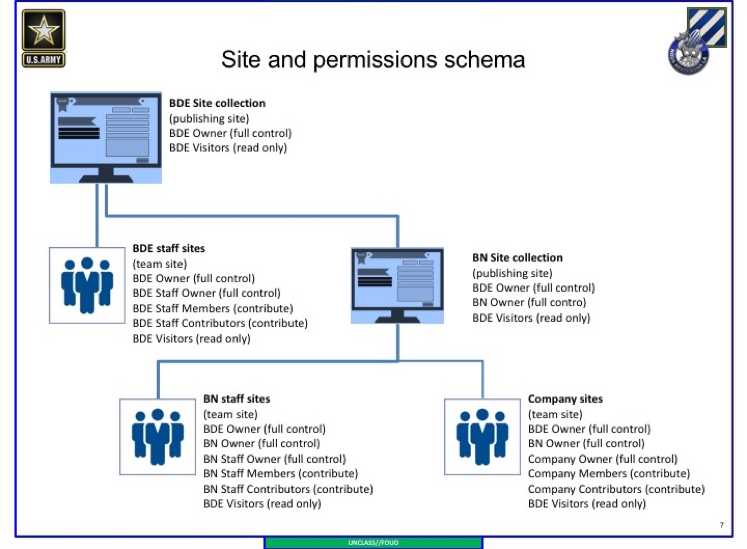 U.S. ARMY
Site and permissions schema
BDE Site collection
(publishing site)
BDE Owner (full control)
BDE Visitors (read only)
BDE staff sites
(team site)
BDE Owner (full control)
BDE Staff Owner (full control)
BDE Staff Members (contribute)
BDE Staff Contributors (contribute)
BDE Visitors (read only)
BN Site collection
(publishing site)
BDE Owner (full control)
BN Owner (full contro)
BDE Visitors (read only)
BN staff sites
(team site)
BDE Owner (full control)
BN Owner (full control)
BN Staff Owner (full control)
BN Staff Members (contribute)
BN Staff Contributors (contribute)
BDE Visitors (read only)
Company sites
(team site)
BDE Owner (full control)
BN Owner (full control)
Company Owner (full control)
Company Members (contribute)
Company Contributors (contribute)
BDE Visitors (read only)
7
UNCLASS//FOUO